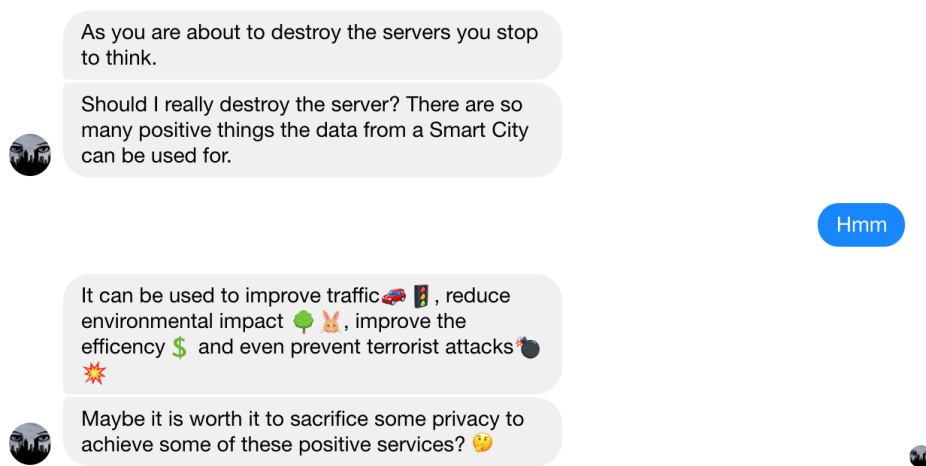 As you are about to destroy the servers you stop
to think.
Should I really destroy the server? There are so
many positive things the data from a Smart City
can be used for.
Hmm
It can be used to improve traffic🚗 🚦, reduce
environmental impact 🌳 🐰, improve the
efficency 💲 and even prevent terrorist attacks💣
💥
Maybe it is worth it to sacrifice some privacy to
achieve some of these positive services? 🤔